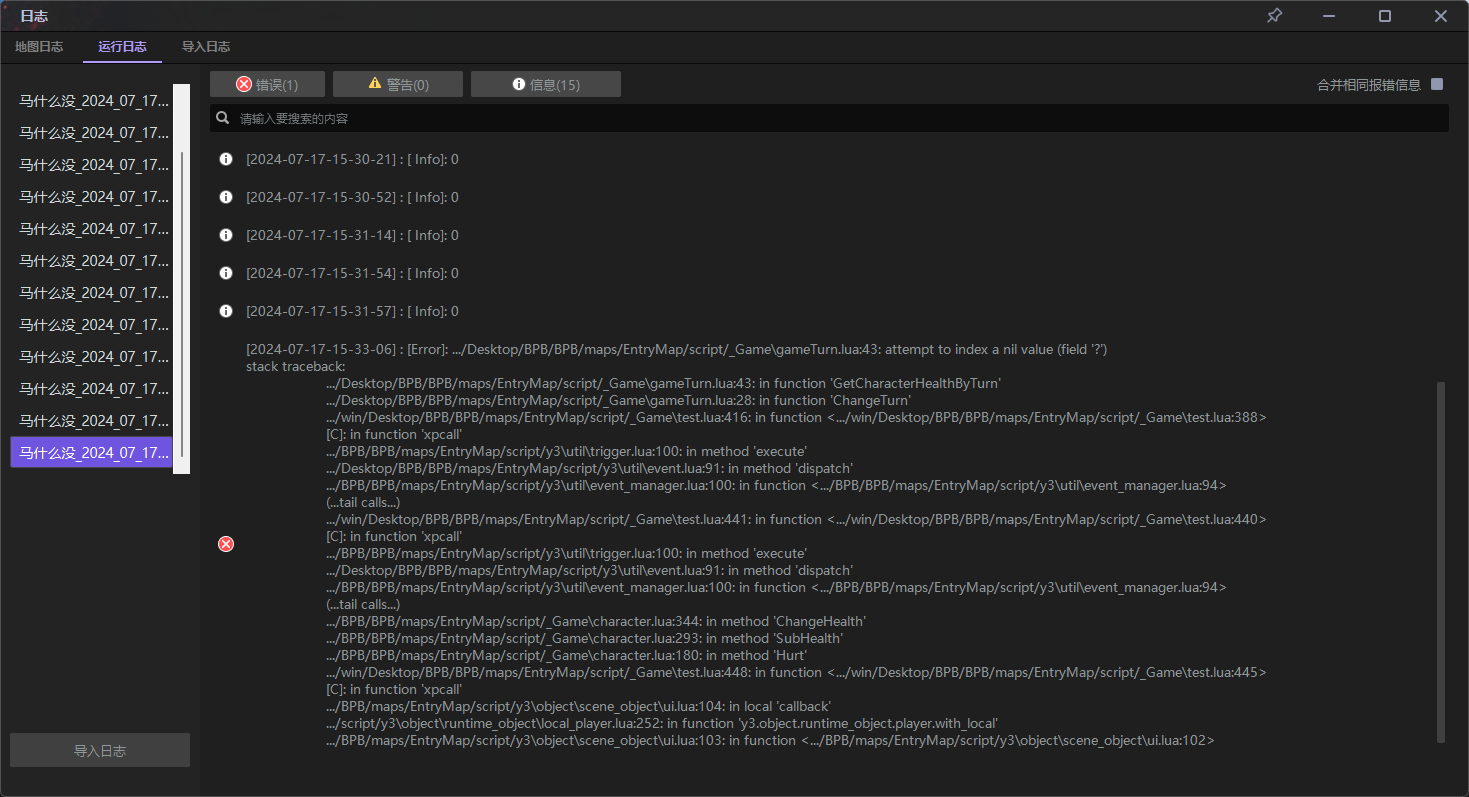 日志
地图日志 运行日志 导入日志
错误(1) 警告(0) 信息(15) 合并相同报错信息
请输入要搜索的内容
马什么没_2024_07_17...
马什么没_2024_07_17...
马什么没_2024_07_17...
马什么没_2024_07_17...
马什么没_2024_07_17...
马什么没_2024_07_17...
马什么没_2024_07_17...
马什么没_2024_07_17...
马什么没_2024_07_17...
马什么没_2024_07_17...
马什么没_2024_07_17...
马什么没_2024_07_17...
导入日志
[2024-07-17-15-30-21] : [ Info]: 0
[2024-07-17-15-30-52] : [ Info]: 0
[2024-07-17-15-31-14] : [ Info]: 0
[2024-07-17-15-31-54] : [ Info]: 0
[2024-07-17-15-31-57] : [ Info]: 0
[2024-07-17-15-33-06] : [Error]: .../Desktop/BPB/BPB/maps/EntryMap/script/_Game\gameTurn.lua:43: attempt to index a nil value (field '?')
stack traceback:
.../Desktop/BPB/BPB/maps/EntryMap/script/_Game\gameTurn.lua:43: in function 'GetCharacterHealthByTurn'
.../Desktop/BPB/BPB/maps/EntryMap/script/_Game\gameTurn.lua:28: in function 'ChangeTurn'
.../win/Desktop/BPB/BPB/maps/EntryMap/script/_Game\test.lua:416: in function <.../win/Desktop/BPB/BPB/maps/EntryMap/script/_Game\test.lua:388>
[C]: in function 'xpcall'
.../BPB/BPB/maps/EntryMap/script/y3\util\trigger.lua:100: in method 'execute'
.../Desktop/BPB/BPB/maps/EntryMap/script/y3\util\event.lua:91: in method 'dispatch'
.../BPB/BPB/maps/EntryMap/script/y3\util\event_manager.lua:100: in function <.../BPB/BPB/maps/EntryMap/script/y3\util\event_manager.lua:94>
(...tail calls...)
.../win/Desktop/BPB/BPB/maps/EntryMap/script/_Game\test.lua:441: in function <.../win/Desktop/BPB/BPB/maps/EntryMap/script/_Game\test.lua:440>
[C]: in function 'xpcall'
.../BPB/BPB/maps/EntryMap/script/y3\util\trigger.lua:100: in method 'execute'
.../Desktop/BPB/BPB/maps/EntryMap/script/y3\util\event.lua:91: in method 'dispatch'
.../BPB/BPB/maps/EntryMap/script/y3\util\event_manager.lua:100: in function <.../BPB/BPB/maps/EntryMap/script/y3\util\event_manager.lua:94>
(...tail calls...)
.../BPB/BPB/maps/EntryMap/script/_Game\character.lua:344: in method 'ChangeHealth'
.../BPB/BPB/maps/EntryMap/script/_Game\character.lua:293: in method 'SubHealth'
.../BPB/BPB/maps/EntryMap/script/_Game\character.lua:180: in method 'Hurt'
.../win/Desktop/BPB/BPB/maps/EntryMap/script/_Game\test.lua:448: in function <.../win/Desktop/BPB/BPB/maps/EntryMap/script/_Game\test.lua:445>
[C]: in function 'xpcall'
.../BPB/maps/EntryMap/script/y3\object\scene_object\ui.lua:104: in local 'callback'
.../script/y3\object\runtime_object\local_player.lua:252: in function 'y3.object.runtime_object.player.with_local'
.../BPB/maps/EntryMap/script/y3\object\scene_object\ui.lua:103: in function <.../BPB/maps/EntryMap/script/y3\object\scene_object\ui.lua:102>